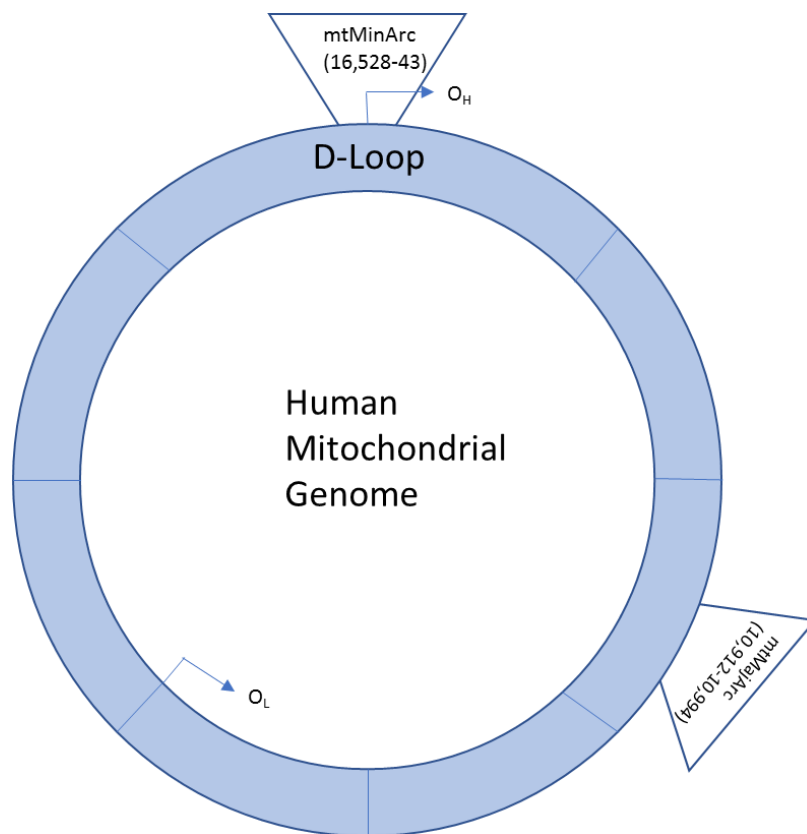 mtMinArc
(16,528-43)
OH
D-Loop
Human
Mitochondrial
Genome
mtMajArc
(10,912-10,994)
OL